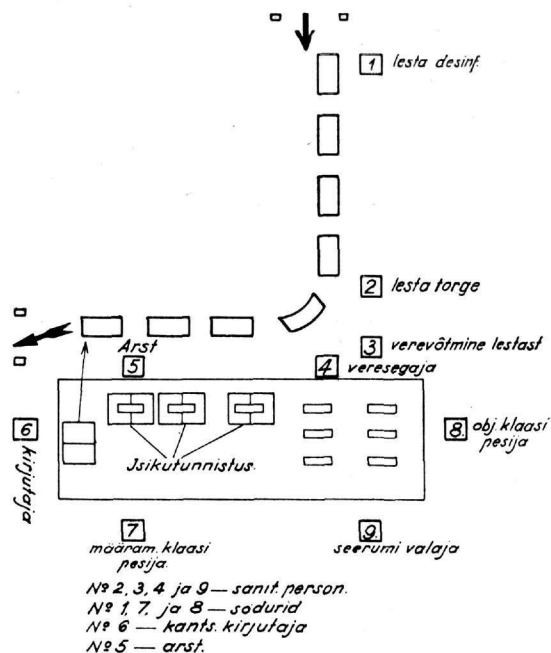 1 lesta desinf.
2 lesta torge
3 verevõtmine lestast
Arst
5
4 veresegaja
6 kirjutaja
8. obj. klaasi
pesija
Isikutunnistus.
7
määram. klaasi
pesija.
9.
seerumi valaja
№ 2, 3, 4 ja 9 — sanit. person.
№ 1, 7, ja 8 — sõdurid
№ 6 — kants. kirjutaja
№ 5 — arst.